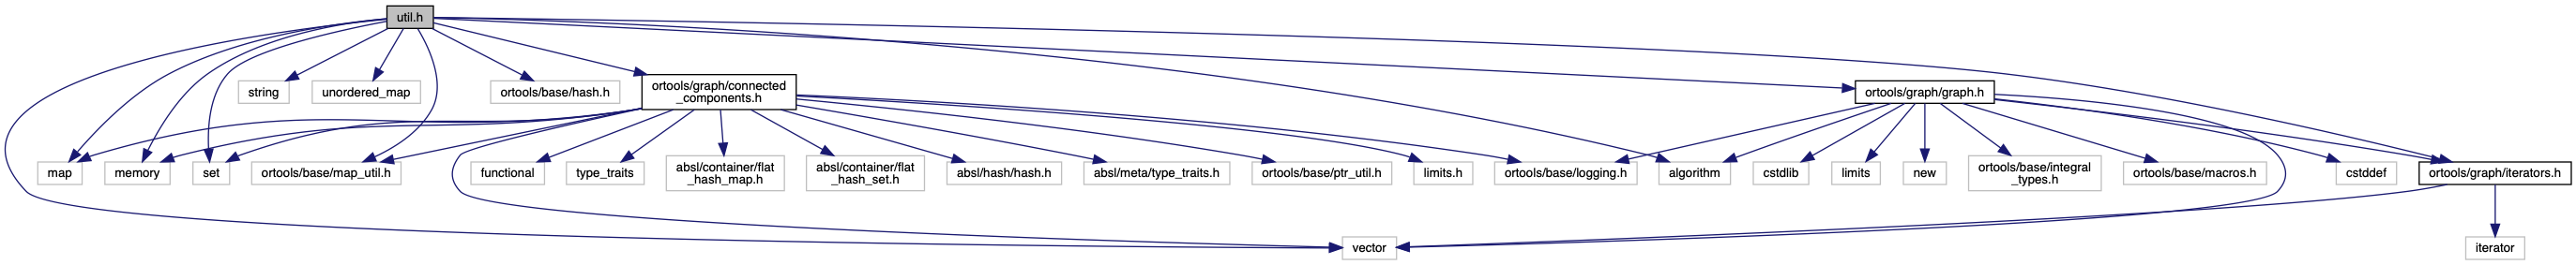 util.h
string
unordered_map
ortools/base/hash.h
ortools/graph/connected
_components.h
ortools/graph/graph.h
map
memory
set
ortools/base/map_util.h
functional
type_traits
absl/container/flat
_hash_map.h
absl/container/flat
_hash_set.h
absl/hash/hash.h
absl/meta/type_traits.h
ortools/base/ptr_util.h
limits.h
ortools/base/logging.h
algorithm
cstdlib
limits
new
ortools/base/integral
_types.h
ortools/base/macros.h
cstddef
ortools/graph/iterators.h
vector
iterator